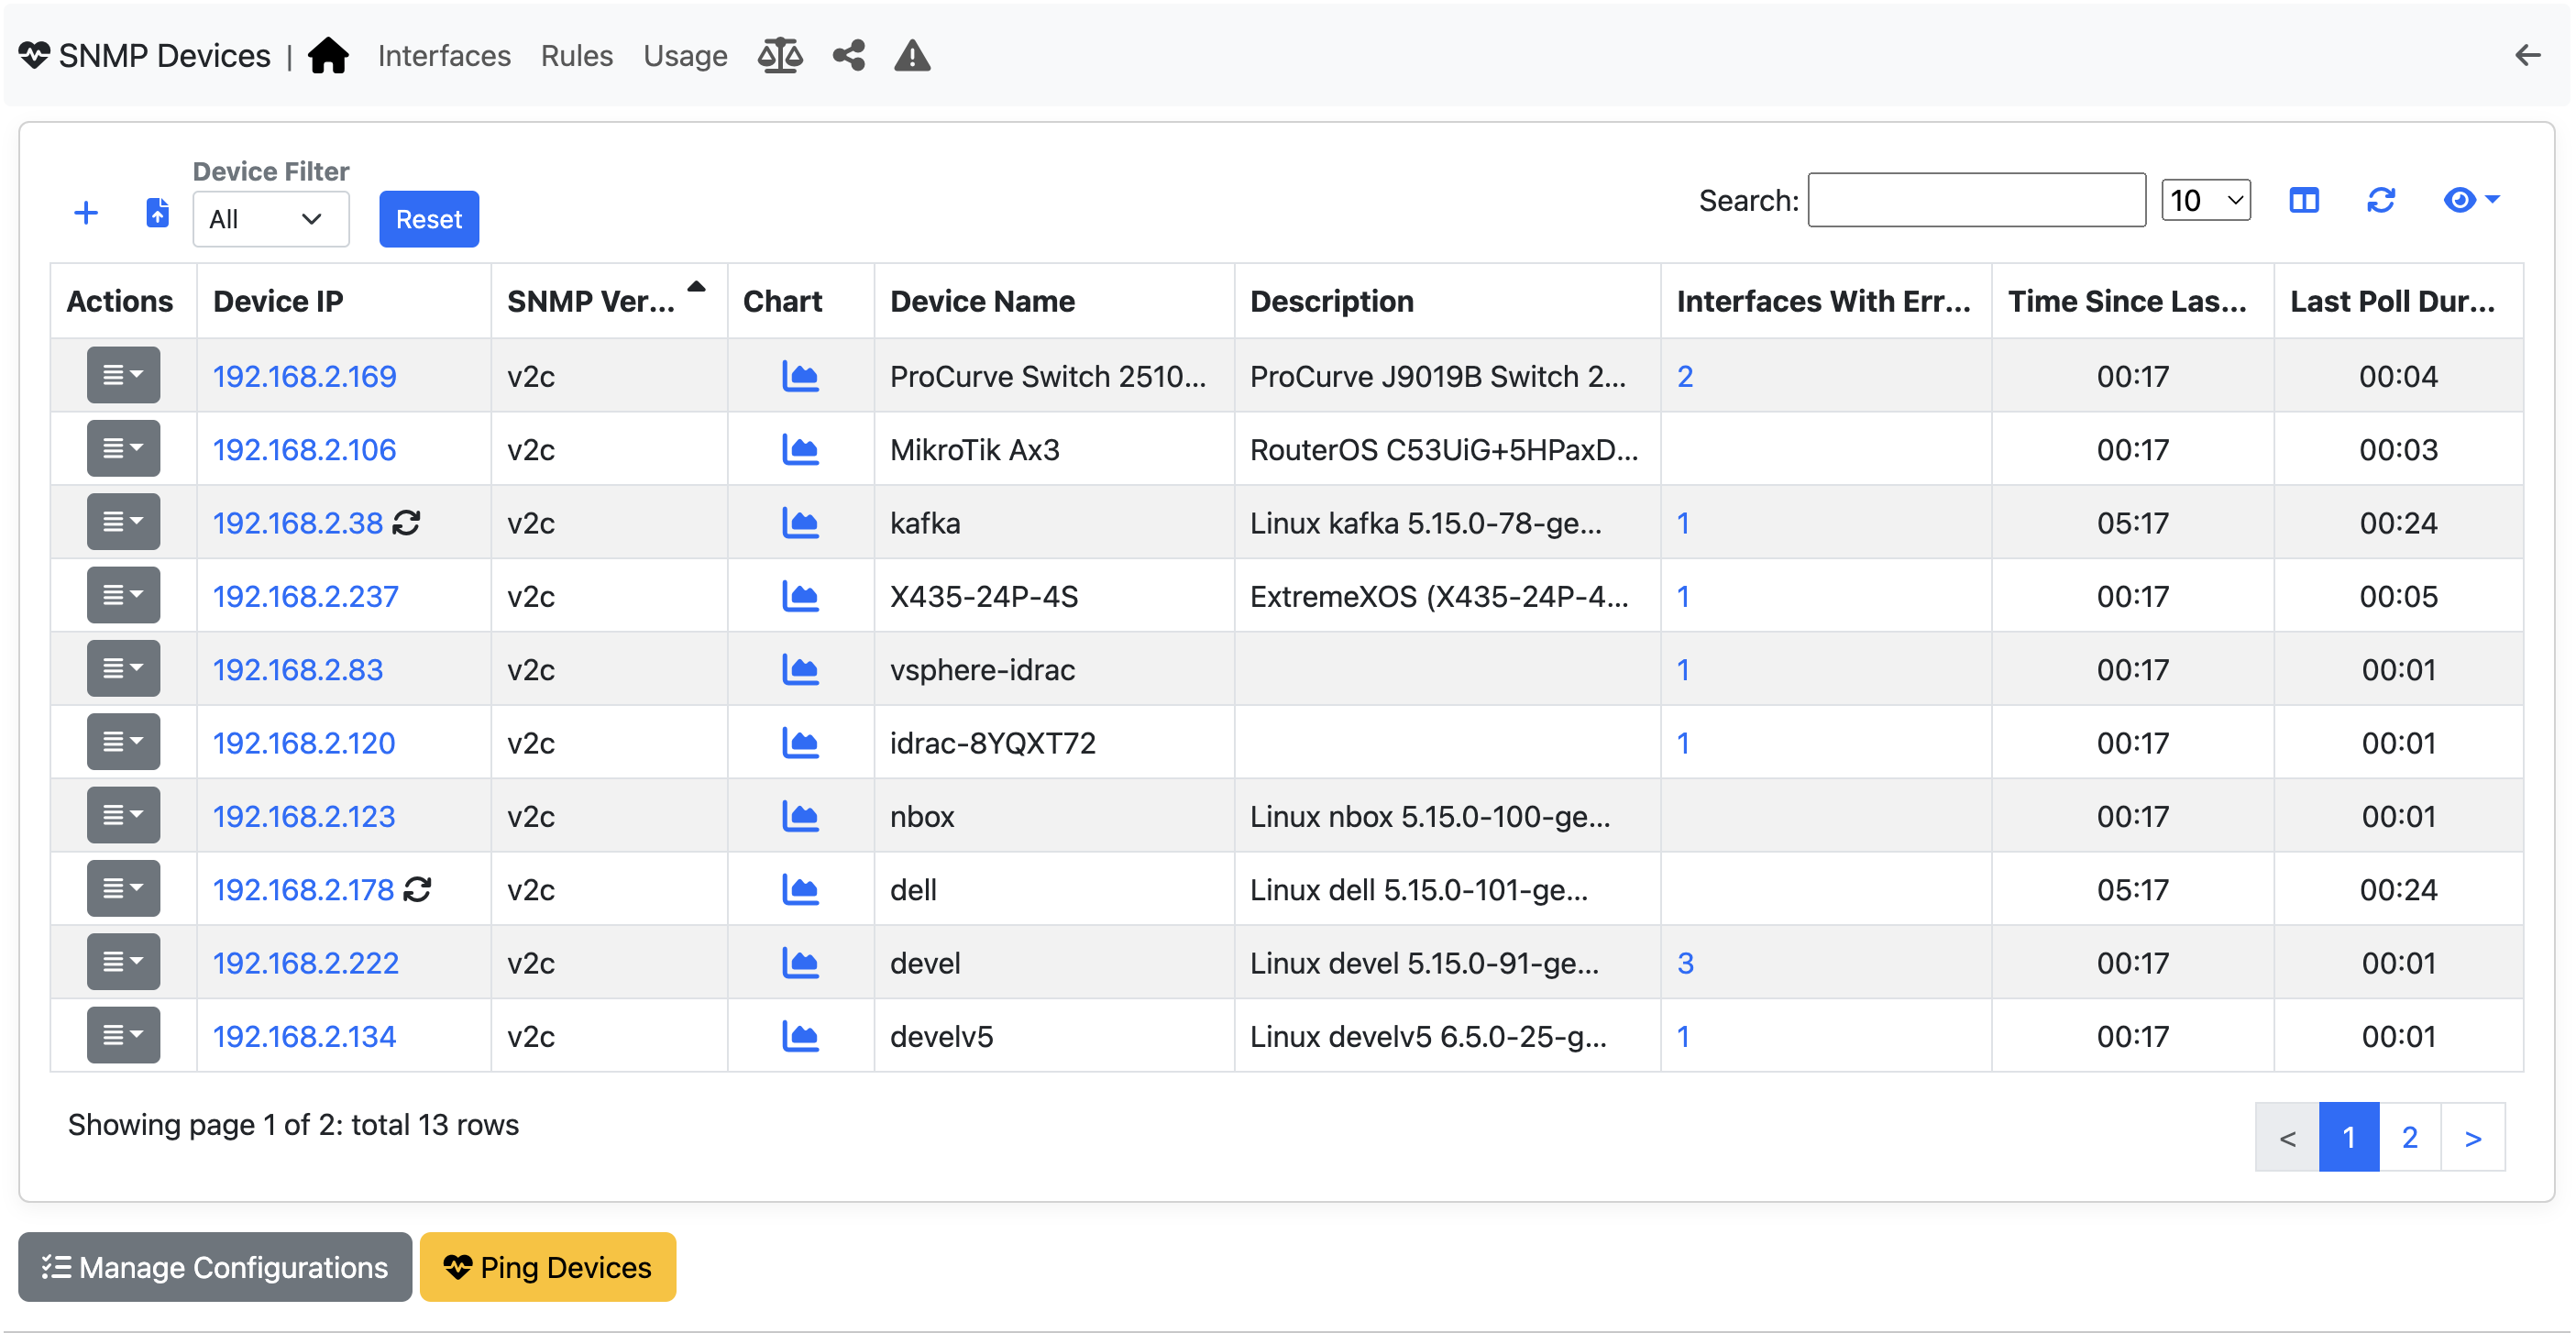 SNMP Devices | Interfaces Rules Usage
Device Filter
All Reset Search: 10
Actions Device IP SNMP Ver... Chart Device Name Description Interfaces With Err... Time Since Las... Last Poll Dur...
192.168.2.169 v2c ProCurve Switch 2510... ProCurve J9019B Switch 2... 2 00:17 00:04
192.168.2.106 v2c MikroTik Ax3 RouterOS C53UiG+5HPaxD... 00:17 00:03
192.168.2.38 v2c kafka Linux kafka 5.15.0-78-ge... 1 05:17 00:24
192.168.2.237 v2c X435-24P-4S ExtremeXOS (X435-24P-4... 1 00:17 00:05
192.168.2.83 v2c vsphere-idrac 1 00:17 00:01
192.168.2.120 v2c idrac-8YQXT72 1 00:17 00:01
192.168.2.123 v2c nbox Linux nbox 5.15.0-100-ge... 00:17 00:01
192.168.2.178 v2c dell Linux dell 5.15.0-101-ge... 05:17 00:24
192.168.2.222 v2c devel Linux devel 5.15.0-91-ge... 3 00:17 00:01
192.168.2.134 v2c develv5 Linux develv5 6.5.0-25-g... 1 00:17 00:01
Showing page 1 of 2: total 13 rows < 1 2 >
Manage Configurations Ping Devices